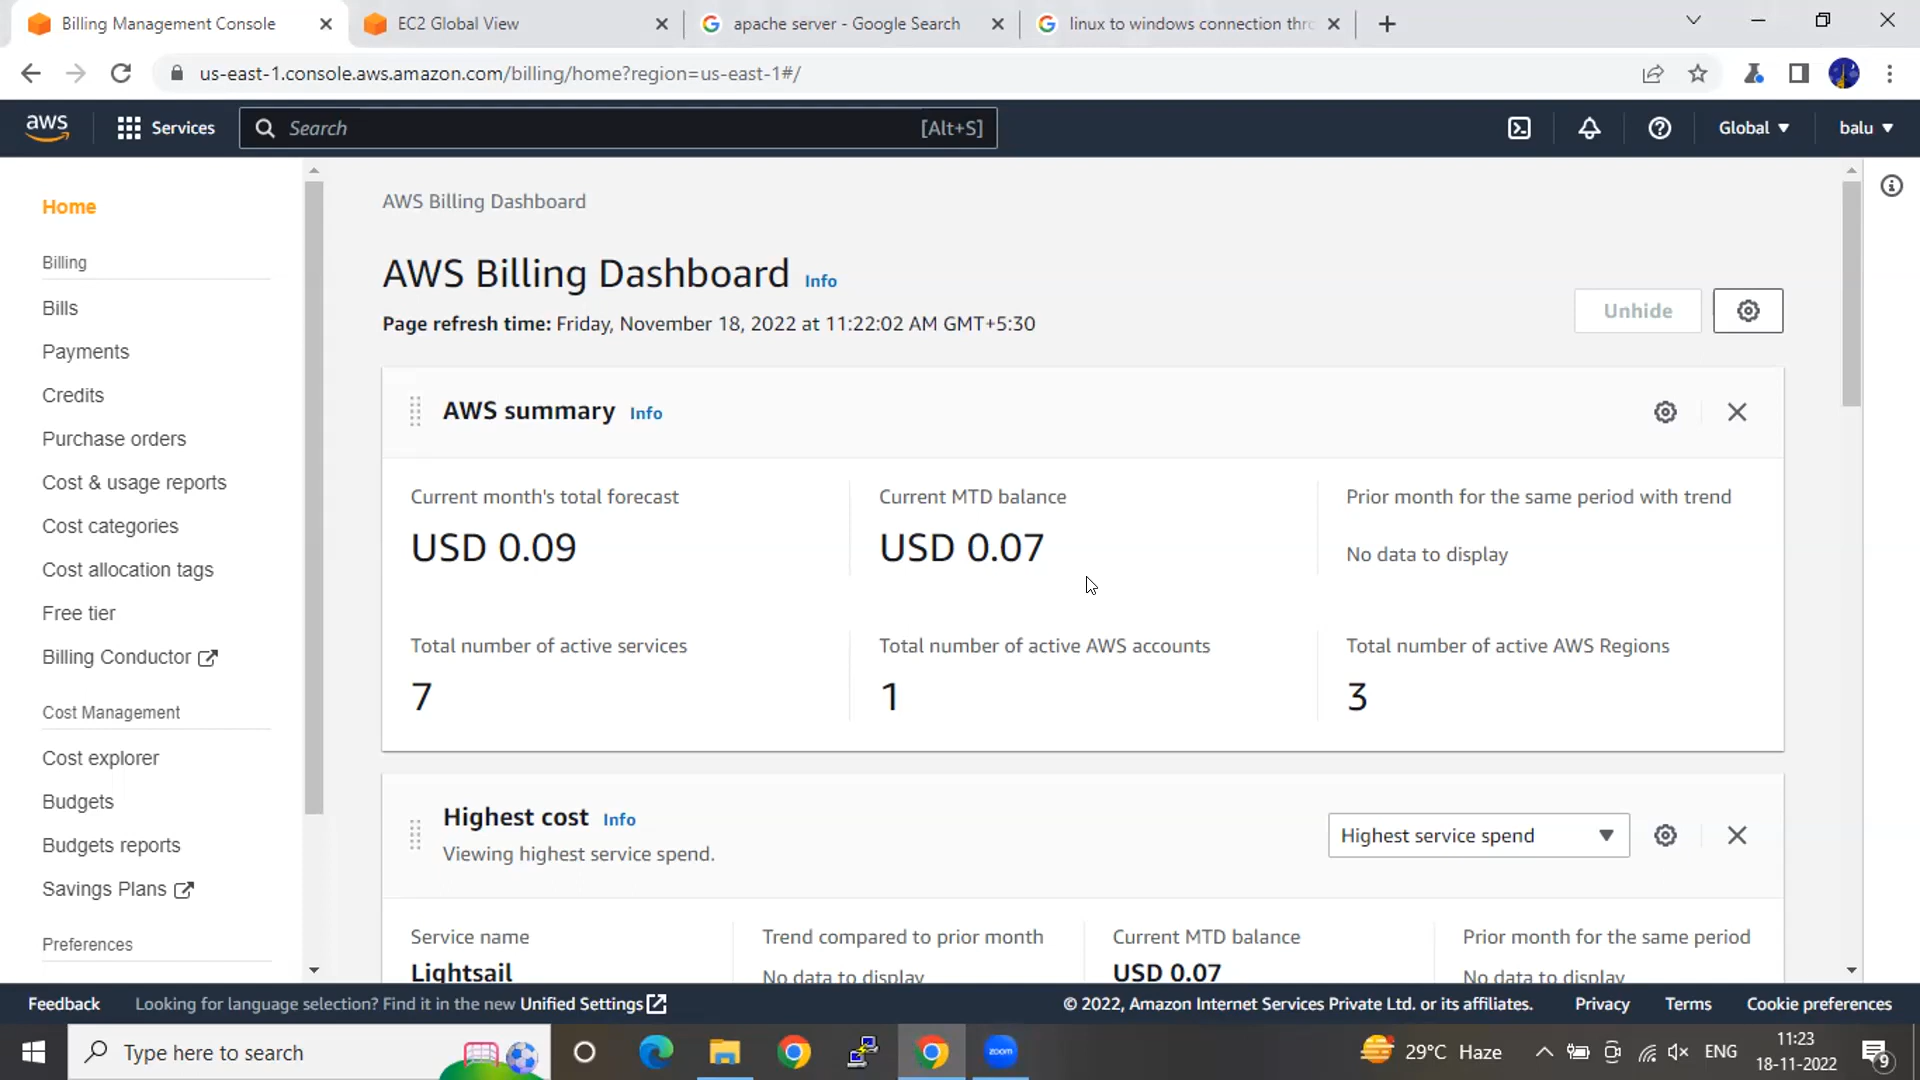 Billing Management Console
EC2 Global View
apache server - Google Search
linux to windows connection thro
us-east-1.console.aws.amazon.com/billing/home?region=us-east-1#/
aws
Services
Search
[Alt+S]
Global
balu
Home
Billing
Bills
Payments
Credits
Purchase orders
Cost & usage reports
Cost categories
Cost allocation tags
Free tier
Billing Conductor
Cost Management
Cost explorer
Budgets
Budgets reports
Savings Plans
Preferences
AWS Billing Dashboard
AWS Billing Dashboard Info
Page refresh time: Friday, November 18, 2022 at 11:22:02 AM GMT+5:30
Unhide
AWS summary Info
Current month's total forecast
USD 0.09
Current MTD balance
USD 0.07
Prior month for the same period with trend
No data to display
Total number of active services
7
Total number of active AWS accounts
1
Total number of active AWS Regions
3
Highest cost Info
Viewing highest service spend.
Highest service spend
Service name
Lightsail
Trend compared to prior month
No data to display
Current MTD balance
USD 0.07
Prior month for the same period
No data to display
Feedback
Looking for language selection? Find it in the new Unified Settings
© 2022, Amazon Internet Services Private Ltd. or its affiliates.
Privacy
Terms
Cookie preferences
Type here to search
zoom
29°C Haze
ENG
11:23
18-11-2022
9